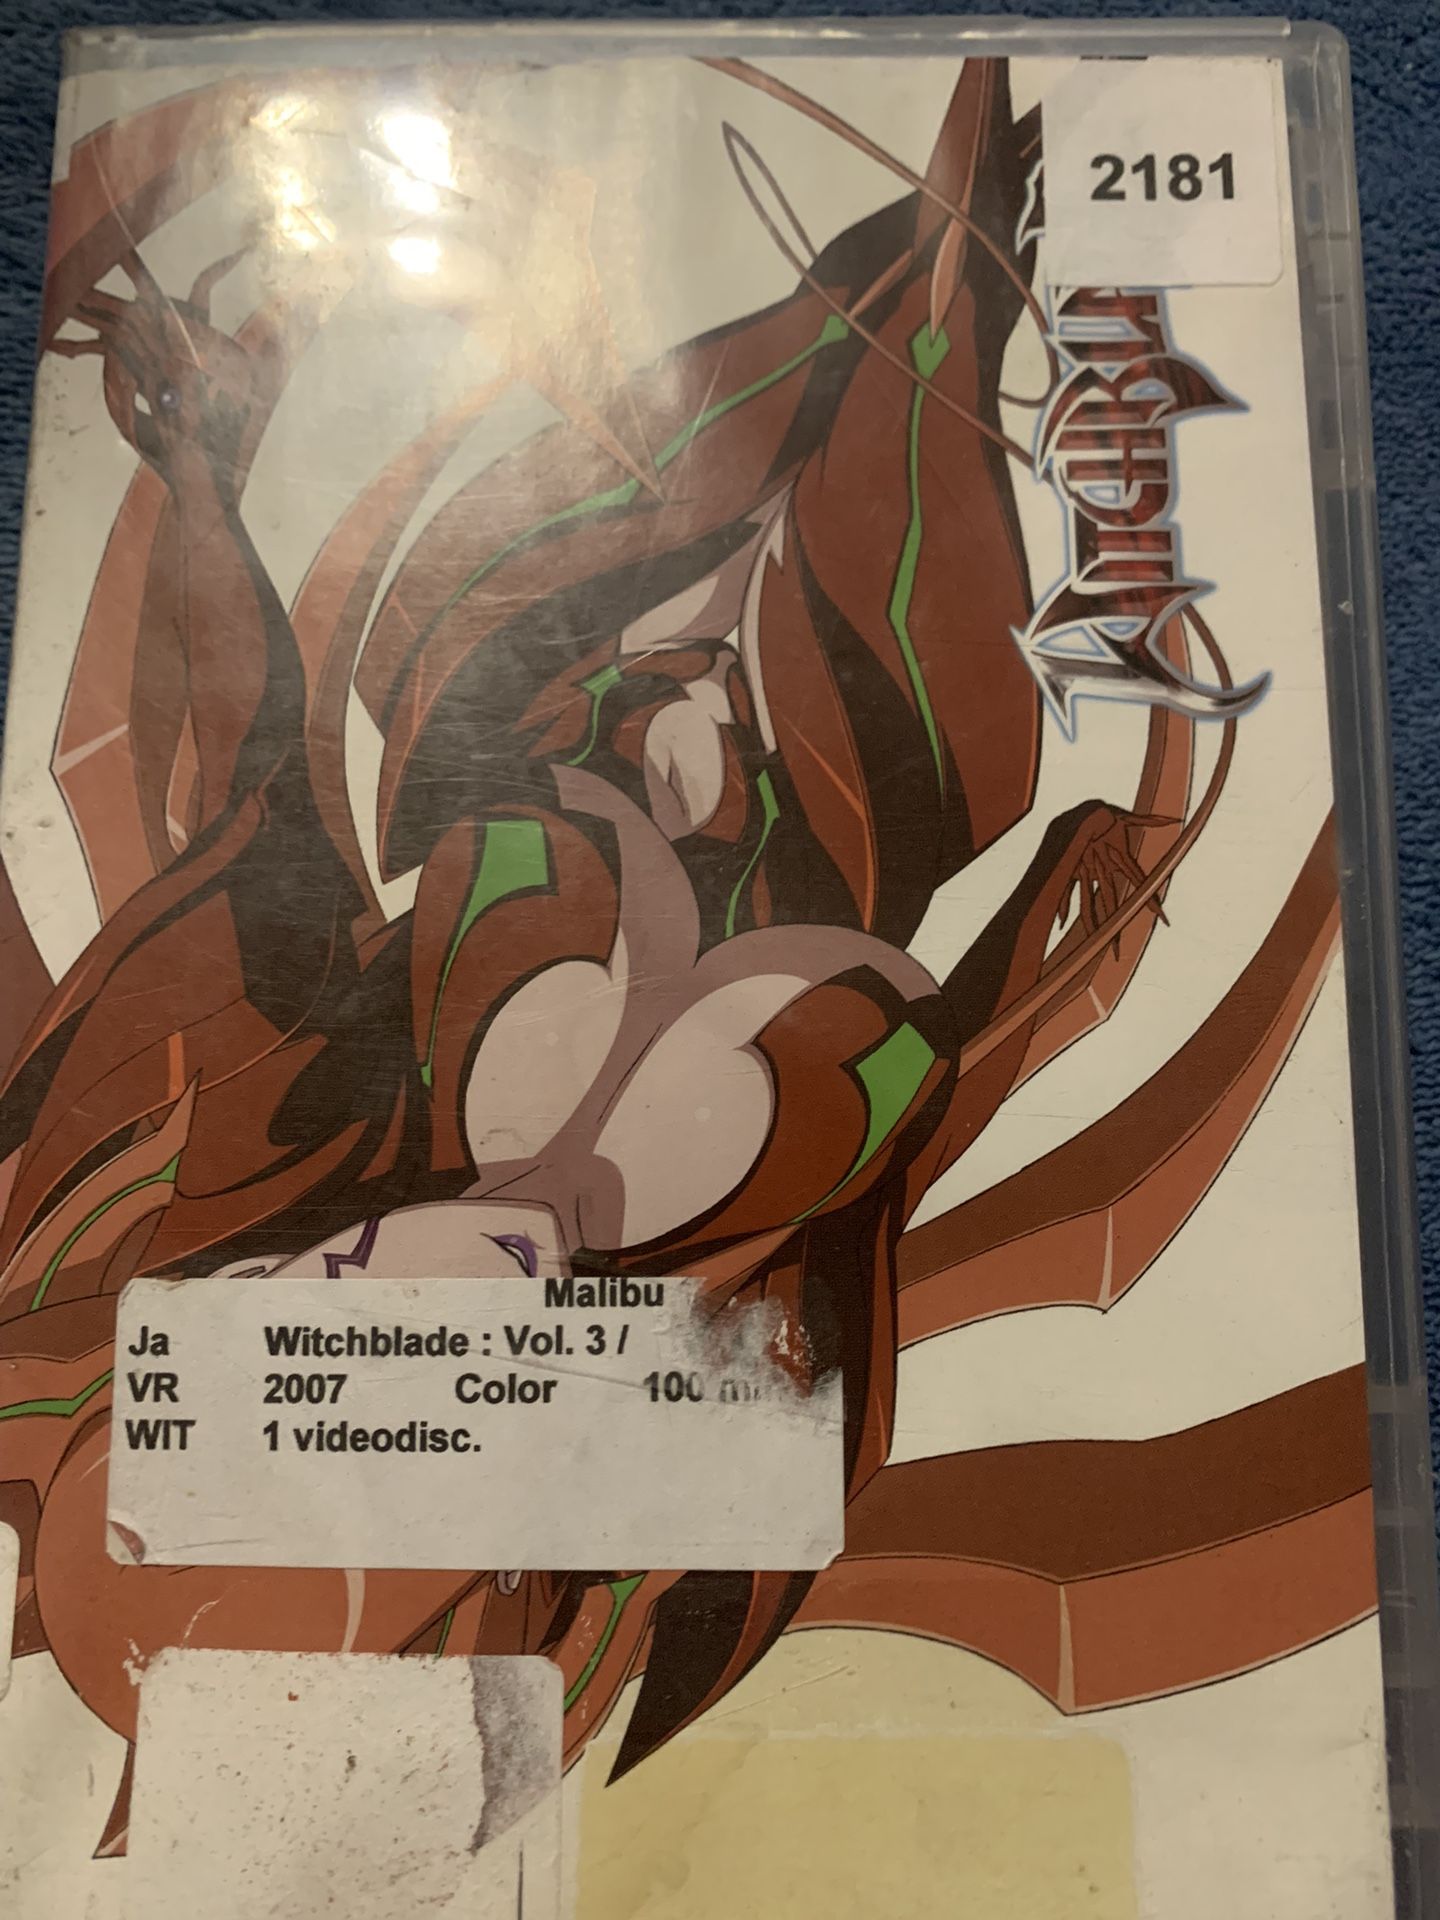 2181
Malibu
Ja Witchblade : Vol. 3 /
VR 2007 Color 100
WIT 1 videodisc.